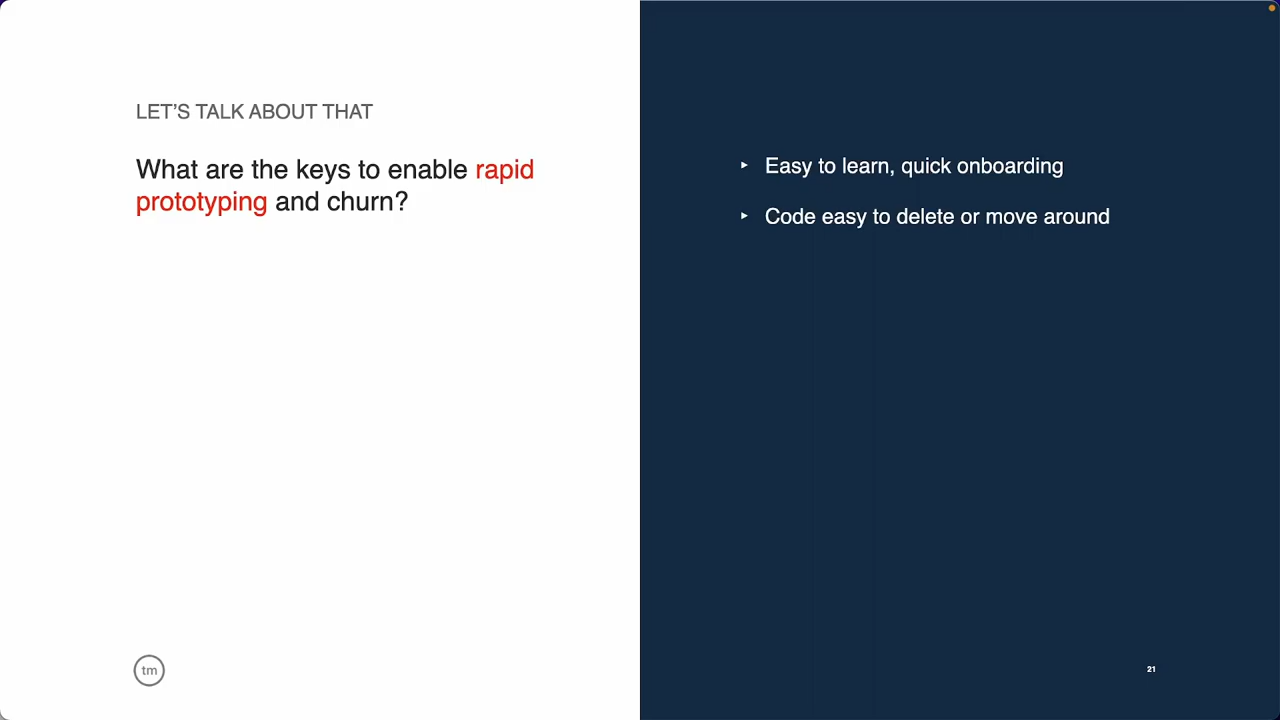 LET’S TALK ABOUT THAT
What are the keys to enable rapid
prototyping and churn?
‣ Easy to learn, quick onboarding
‣ Code easy to delete or move around
tm
21